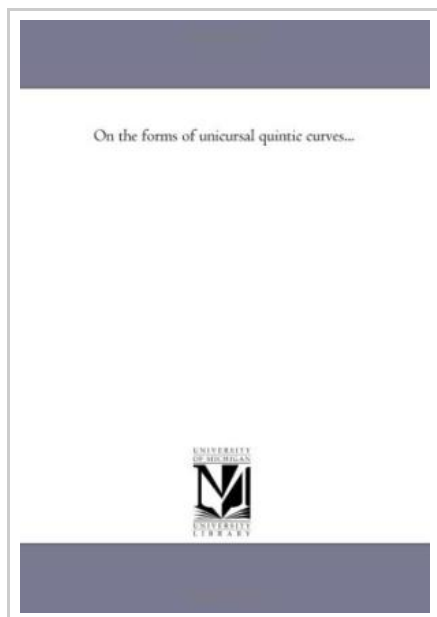 On the forms of unicursal quintic curves...
UNIVERSITY
OF MICHIGAN
UNIVERSITY
LIBRARY